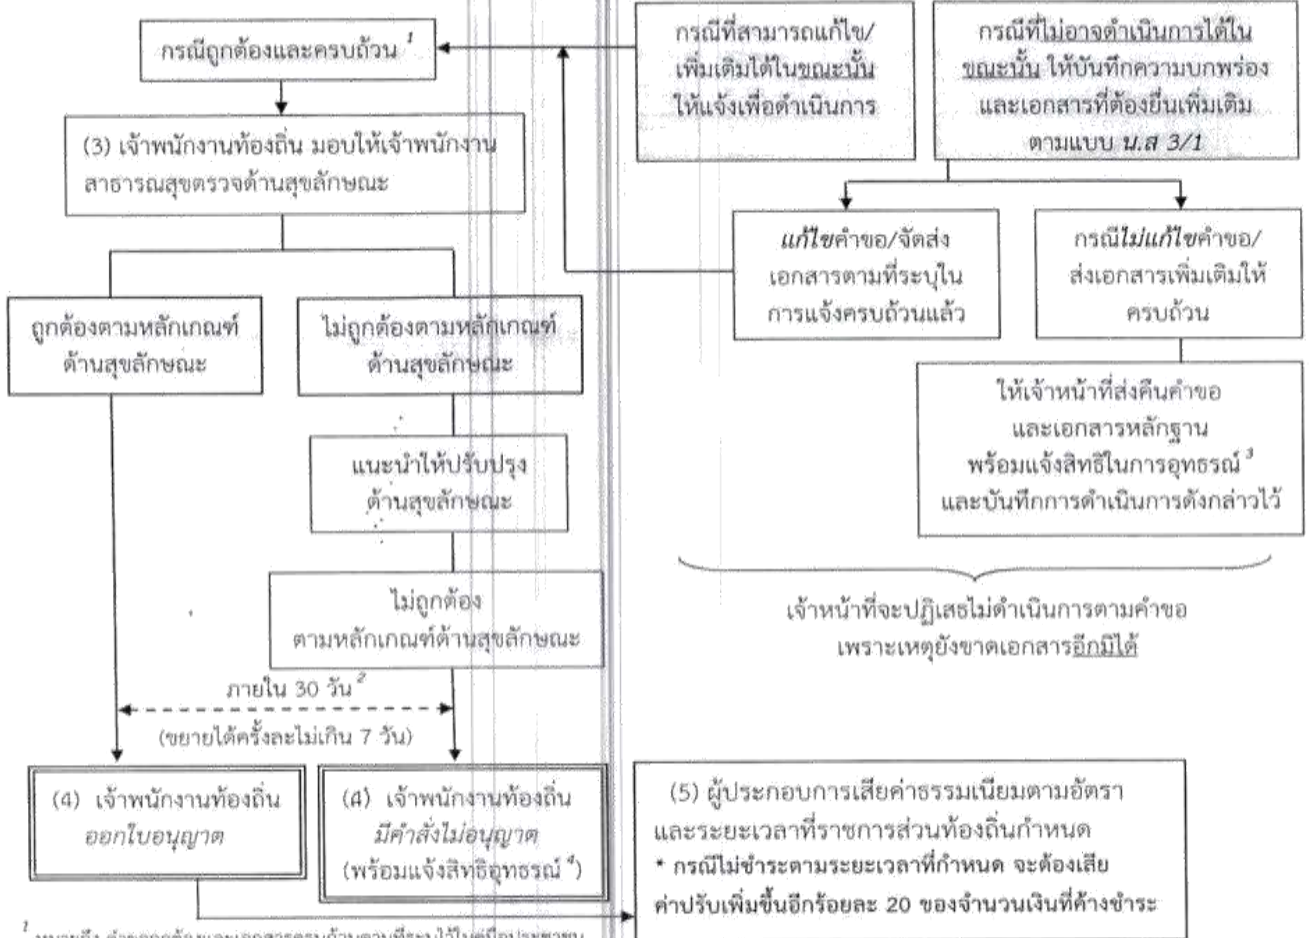 กรณีถูกต้องและครบถ้วน 1
กรณีที่สามารถแก้ไข/
เพิ่มเติมได้ในขณะนั้น
ให้แจ้งเพื่อดำเนินการ
กรณีที่ไม่อาจดำเนินการได้ใน
ขณะนั้น ให้บันทึกความบกพร่อง
และเอกสารที่ต้องยื่นเพิ่มเติม
ตามแบบ น.ส 3/1
(3) เจ้าพนักงานท้องถิ่น มอบให้เจ้าพนักงาน
สาธารณสุขตรวจด้านสุขลักษณะ
แก้ไขคำขอ/จัดส่ง
เอกสารตามที่ระบุใน
การแจ้งครบถ้วนแล้ว
กรณีไม่แก้ไขคำขอ/
ส่งเอกสารเพิ่มเติมให้
ครบถ้วน
ถูกต้องตามหลักเกณฑ์
ด้านสุขลักษณะ
ไม่ถูกต้องตามหลักเกณฑ์
ด้านสุขลักษณะ
ให้เจ้าหน้าที่ส่งคืนคำขอ
และเอกสารหลักฐาน
พร้อมแจ้งสิทธิในการอุทธรณ์ 3
และบันทึกการดำเนินการดังกล่าวไว้
แนะนำให้ปรับปรุง
ด้านสุขลักษณะ
ไม่ถูกต้อง
ตามหลักเกณฑ์ด้านสุขลักษณะ
เจ้าหน้าที่จะปฏิเสธไม่ดำเนินการตามคำขอ
เพราะเหตุยังขาดเอกสารอีกมิได้
ภายใน 30 วัน 2
(ขยายได้ครั้งละไม่เกิน 7 วัน)
(4) เจ้าพนักงานท้องถิ่น
ออกใบอนุญาต
(4) เจ้าพนักงานท้องถิ่น
มีคำสั่งไม่อนุญาต
(พร้อมแจ้งสิทธิอุทธรณ์ 4)
(5) ผู้ประกอบการเสียค่าธรรมเนียมตามอัตรา
และระยะเวลาที่ราชการส่วนท้องถิ่นกำหนด
* กรณีไม่ชำระตามระยะเวลาที่กำหนด จะต้องเสีย
ค่าปรับเพิ่มขึ้นอีกร้อยละ 20 ของจำนวนเงินที่ค้างชำระ
1